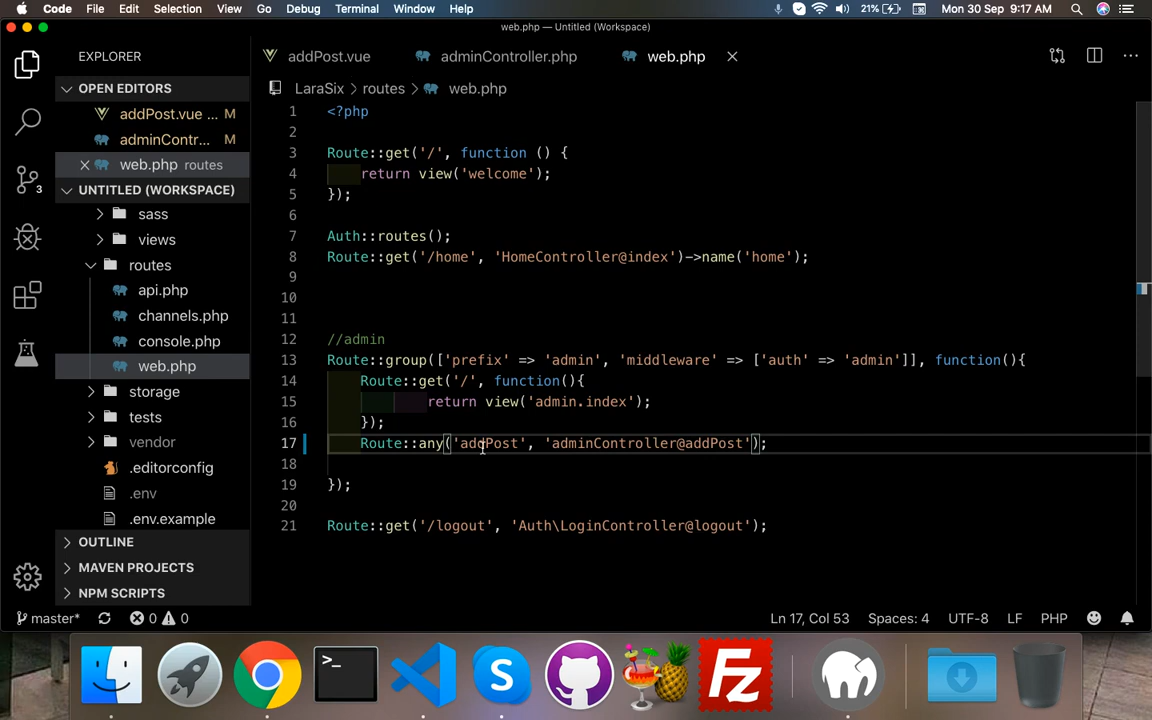 Code File Edit Selection View Go Debug Terminal Window Help 21% Mon 30 Sep 9:17 AM
web.php — Untitled (Workspace)
EXPLORER
OPEN EDITORS
addPost.vue ... M
adminContr... M
web.php routes
UNTITLED (WORKSPACE)
sass
views
routes
api.php
channels.php
console.php
web.php
storage
tests
vendor
.editorconfig
.env
.env.example
OUTLINE
MAVEN PROJECTS
NPM SCRIPTS
3
addPost.vue adminController.php web.php
LaraSix > routes > web.php
1 <?php
2
3 Route::get('/', function () {
4 return view('welcome');
5 });
6
7 Auth::routes();
8 Route::get('/home', 'HomeController@index')->name('home');
9
10
11
12 //admin
13 Route::group(['prefix' => 'admin', 'middleware' => ['auth' => 'admin']], function(){
14 Route::get('/', function(){
15 return view('admin.index');
16 });
17 Route::any('addPost', 'adminController@addPost');
18
19 });
20
21 Route::get('/logout', 'Auth\LoginController@logout');
master* 0 0 Ln 17, Col 53 Spaces: 4 UTF-8 LF PHP
>_
S
Fz